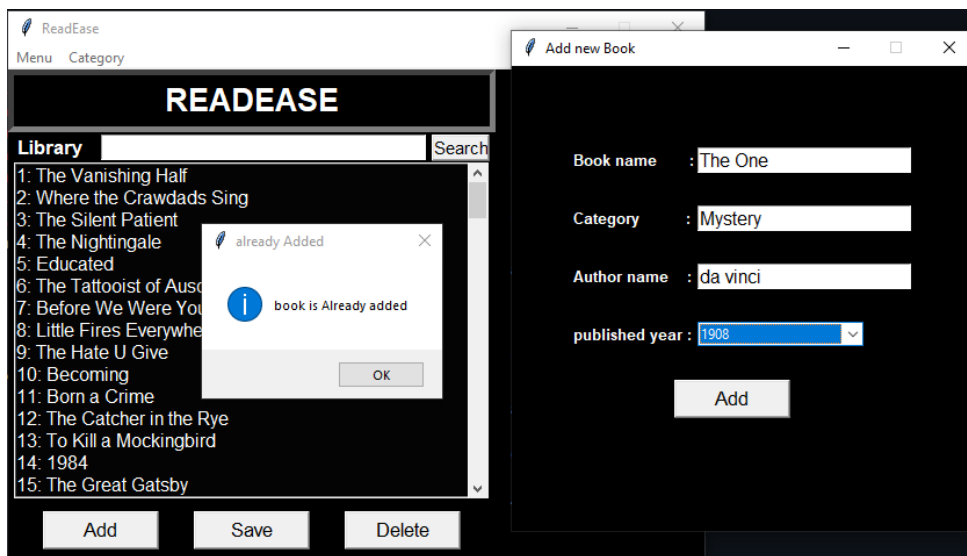 ReadEase
Menu Category
READEASE
Library
Search
1: The Vanishing Half
2: Where the Crawdads Sing
3: The Silent Patient
4: The Nightingale
5: Educated
6: The Tattooist of
7: Before We Were
8: Little Fires
9: The Hate U Give
10: Becoming
11: Born a Crime
12: The Catcher in the Rye
13: To Kill a Mockingbird
14: 1984
15: The Great Gatsby
Add Save Delete
already Added
book is Already added
OK
Add new Book
Book name : The One
Category : Mystery
Author name : da vinci
published year : 1908
Add